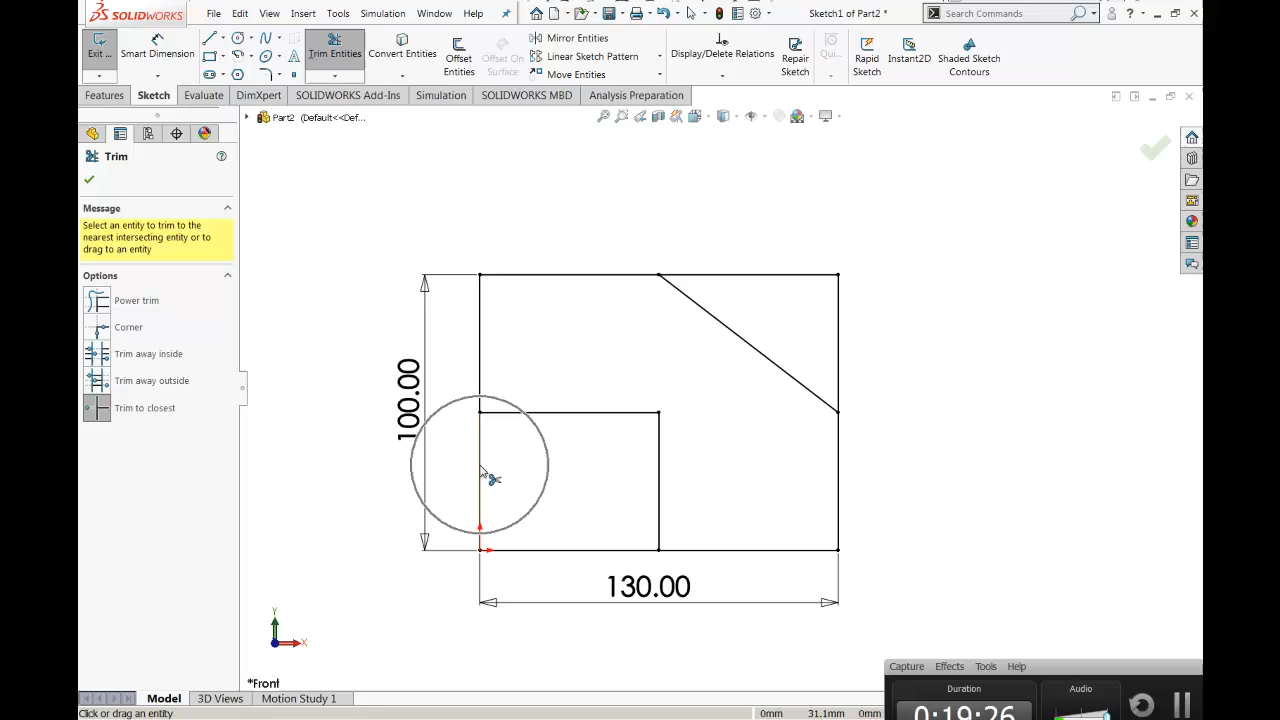 SOLIDWORKS File Edit View Insert Tools Simulation Window Help Sketch1 of Part2 * Search Commands
Exit ...
Smart Dimension
Trim Entities
Convert Entities
Offset Entities
Offset On Surface
Mirror Entities
Linear Sketch Pattern
Move Entities
Display/Delete Relations
Repair Sketch
Qui...
Rapid Sketch
Instant2D
Shaded Sketch Contours
Features Sketch Evaluate DimXpert SOLIDWORKS Add-Ins Simulation SOLIDWORKS MBD Analysis Preparation
Part2 (Default<<Def...
Trim
Message
Select an entity to trim to the
nearest intersecting entity or to
drag to an entity
Options
Power trim
Corner
Trim away inside
Trim away outside
Trim to closest
100.00
130.00
Y
X
*Front
Capture Effects Tools Help
Duration Audio
0:19:26
Model 3D Views Motion Study 1
Click or drag an entity 0mm 31.1mm 0mm